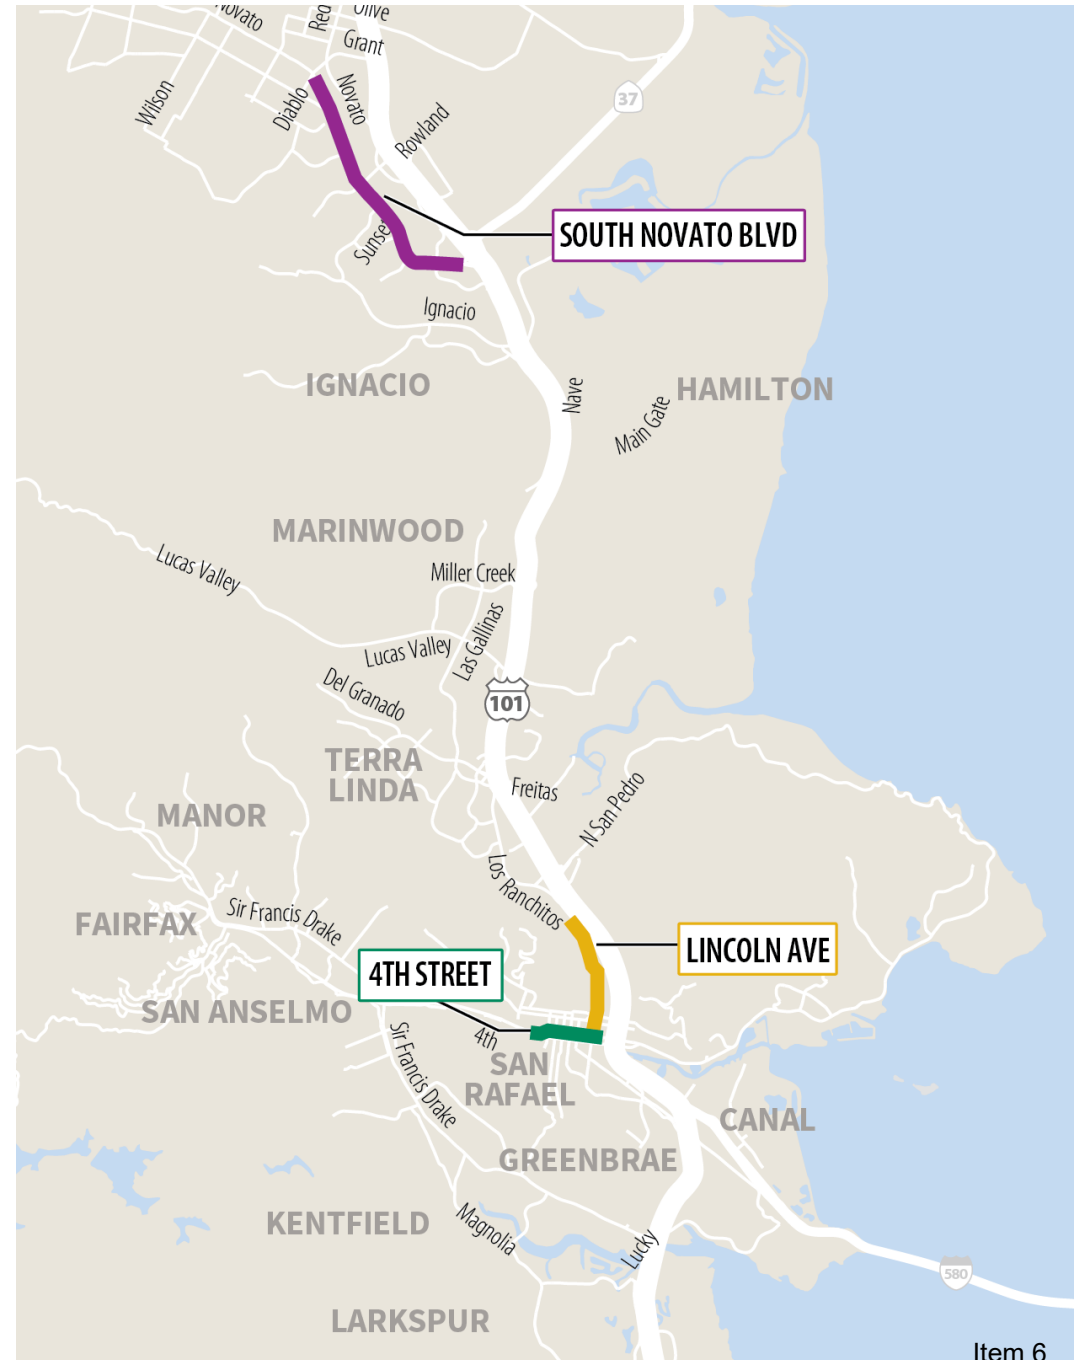 Novato
Red
Olive
Grant
37
Wilson
Diablo
Novato
Rowland
SOUTH NOVATO BLVD
Sunset
Ignacio
IGNACIO
Nave
HAMILTON
Main Gate
MARINWOOD
Lucas Valley
Miller Creek
Las Gallinas
Lucas Valley
Del Granado
101
TERRA
LINDA
Freitas
MANOR
N San Pedro
Los Ranchitos
FAIRFAX
Sir Francis Drake
LINCOLN AVE
4TH STREET
SAN ANSELMO
4th
Sir Francis Drake
SAN
RAFAEL
CANAL
GREENBRAE
KENTFIELD
Magnolia
Lucky
580
LARKSPUR
Item 6